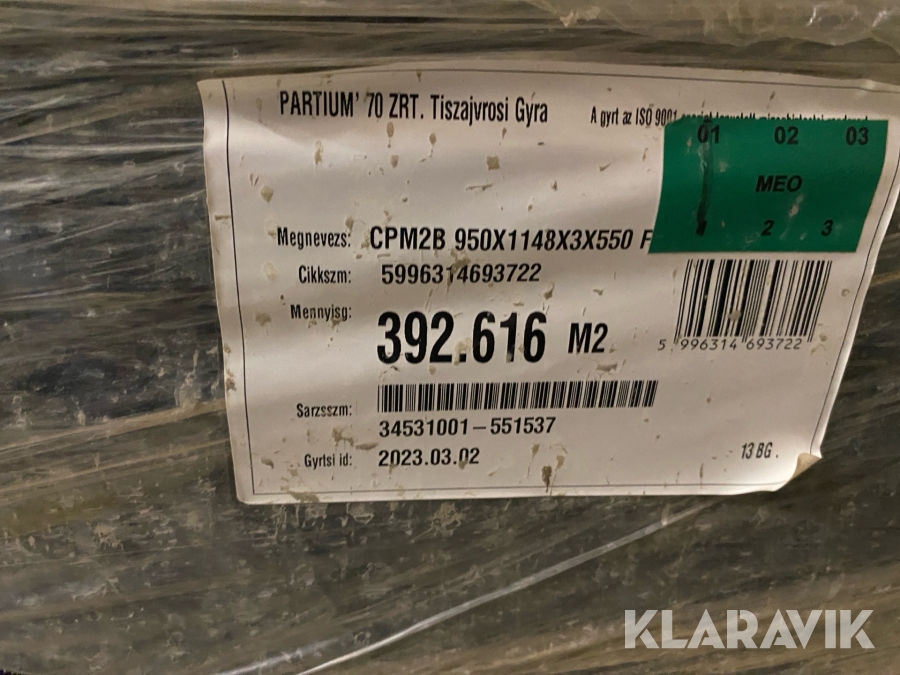 PARTIUM' 70 ZRT. Tiszajvrosi Gyra
A gyrt az ISO 9001
01 02 03
MEO
1 2 3
Megnevezs: CPM2B 950X1148X3X550 F
Cikkszm: 5996314693722
Mennyisg: 392.616 M2
5 996314 693722
Sarzsszm: 34531001-551537
Gyrtsi id: 2023.03.02
13 BG .
KLARAVIK